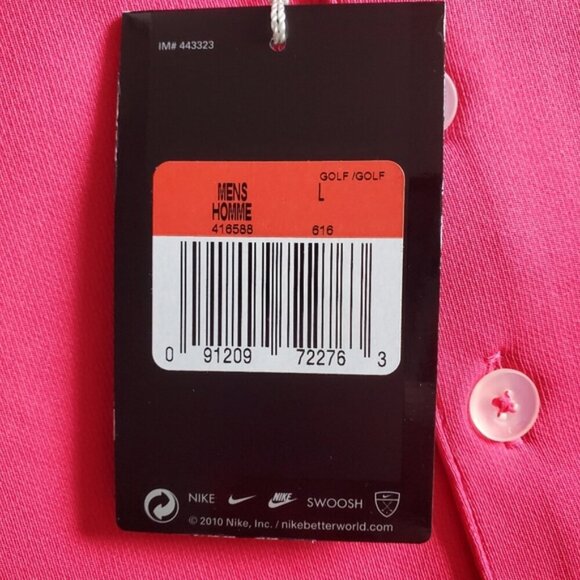 IM# 443323
GOLF /GOLF
MENS L
HOMME
416588 616
0 91209 72276 3
NIKE NIKE SWOOSH
© 2010 Nike, Inc. / nikebetterworld.com